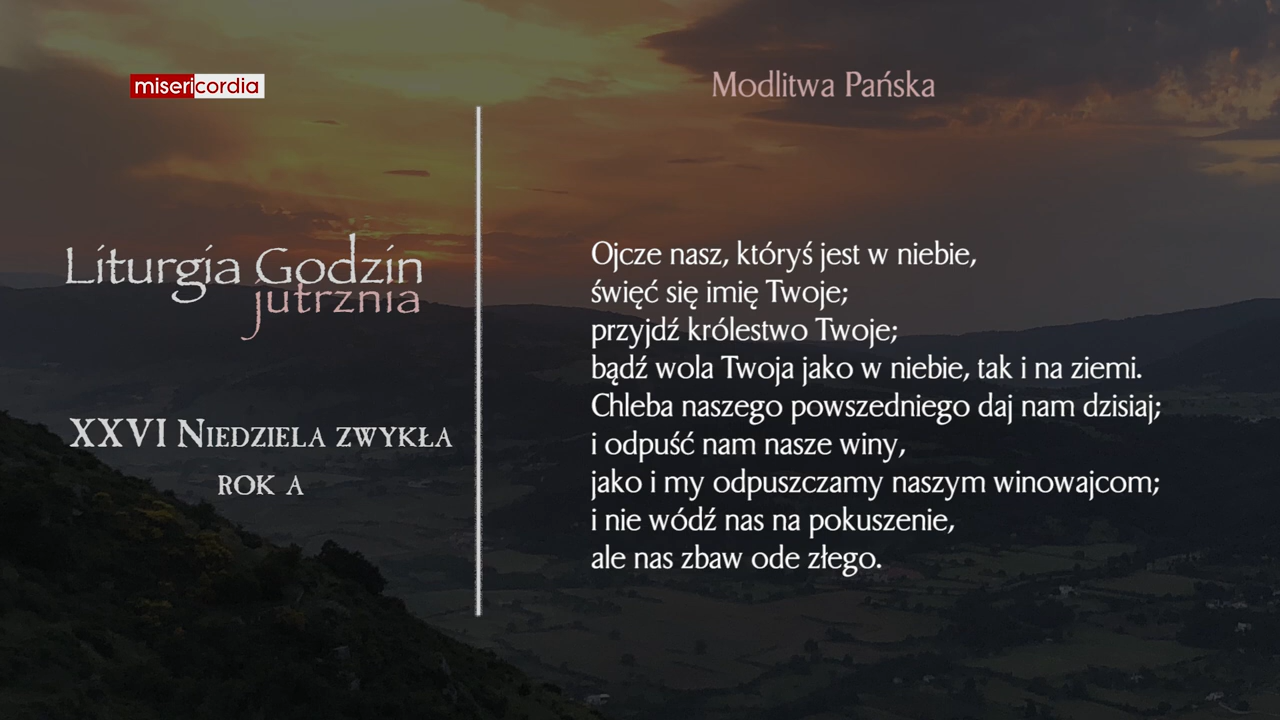 misericordia
Liturgia Godzin
jutrznia
XXVI Niedziela zwykła
rok A
Modlitwa Pańska
Ojcze nasz, któryś jest w niebie,
święć się imię Twoje;
przyjdź królestwo Twoje;
bądź wola Twoja jako w niebie, tak i na ziemi.
Chleba naszego powszedniego daj nam dzisiaj;
i odpuść nam nasze winy,
jako i my odpuszczamy naszym winowajcom;
i nie wódź nas na pokuszenie,
ale nas zbaw ode złego.